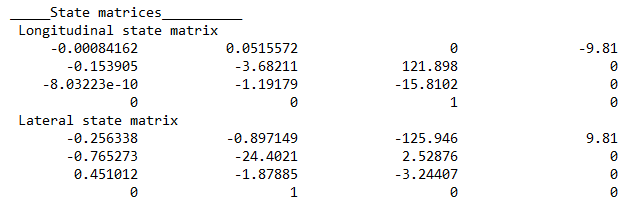 _____State matrices__________
Longitudinal state matrix
-0.00084162 0.0515572 0 -9.81
-0.153905 -3.68211 121.898 0
-8.03223e-10 -1.19179 -15.8102 0
0 0 1 0
Lateral state matrix
-0.256338 -0.897149 -125.946 9.81
-0.765273 -24.4021 2.52876 0
0.451012 -1.87885 -3.24407 0
0 1 0 0